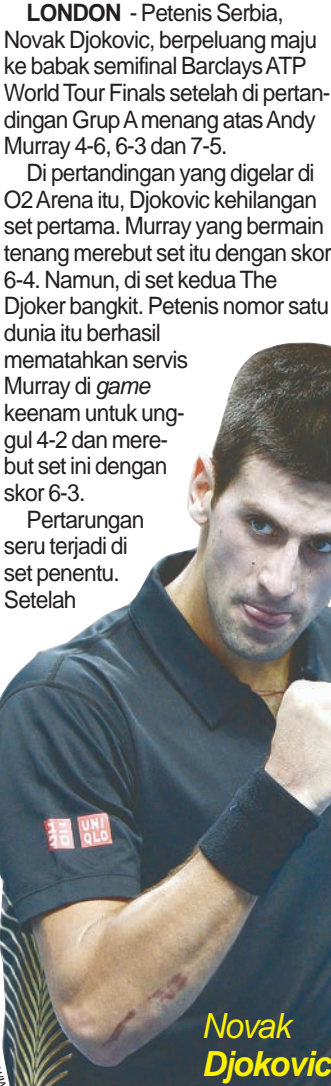 LONDON - Petenis Serbia,
Novak Djokovic, berpeluang maju
ke babak semifinal Barclays ATP
World Tour Finals setelah di pertan-
dingan Grup A menang atas Andy
Murray 4-6, 6-3 dan 7-5.
Di pertandingan yang digelar di
O2 Arena itu, Djokovic kehilangan
set pertama. Murray yang bermain
tenang merebut set itu dengan skor
6-4. Namun, di set kedua The
Djoker bangkit. Petenis nomor satu
dunia itu berhasil
mematahkan servis
Murray di game
keenam untuk ung-
gul 4-2 dan mere-
but set ini dengan
skor 6-3.
Pertarungan
seru terjadi di
set penentu.
Setelah
UNI
QLO
Novak
Djokovic